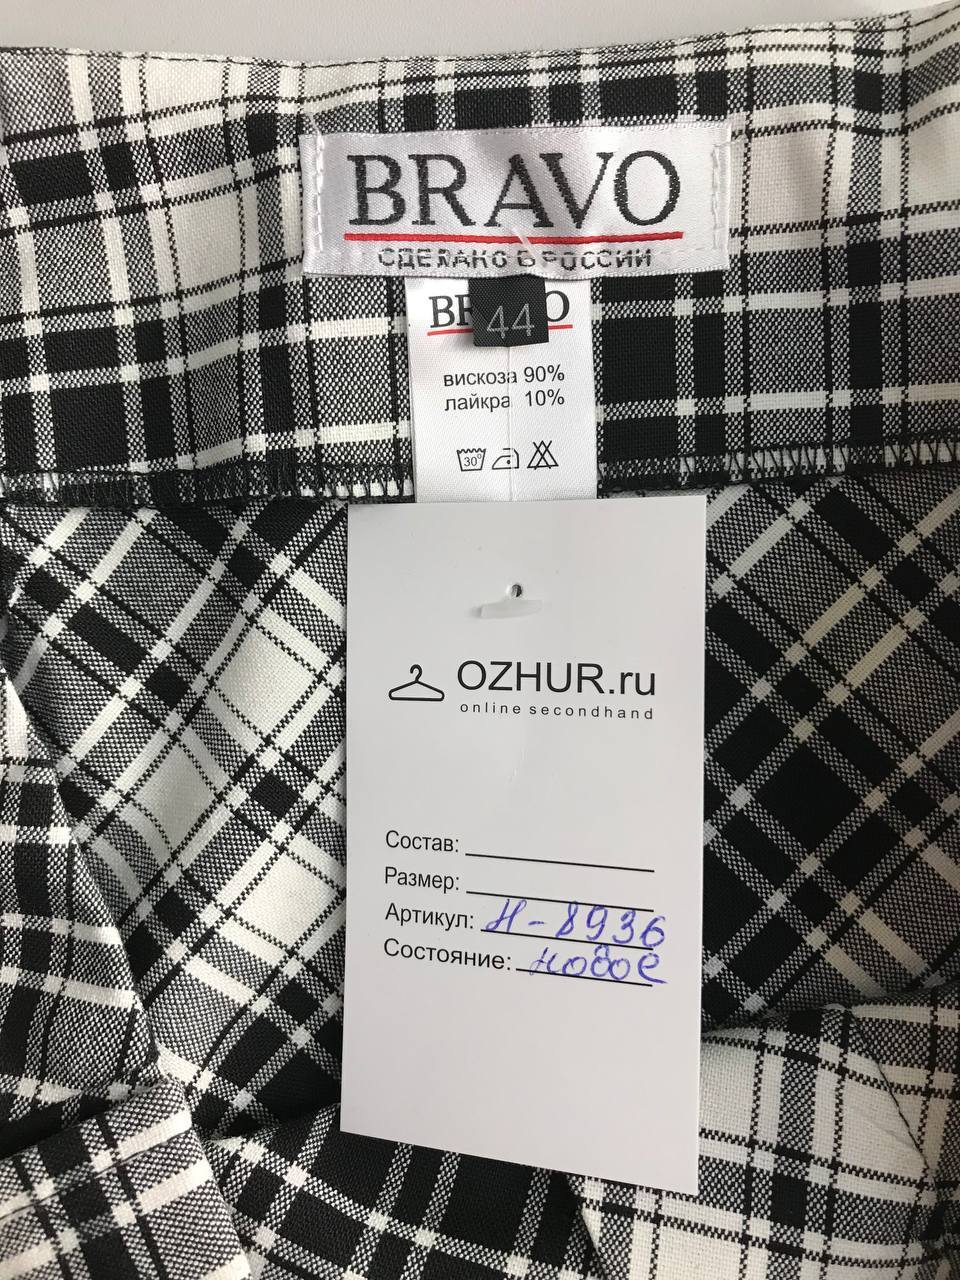 BRAVO
СДЕЛАНО В РОССИИ
44
вискоза 90%
лайкра 10%
30°
OZHUR.ru
online secondhand
Состав:
Размер:
Артикул: Н-8936
Состояние: новое